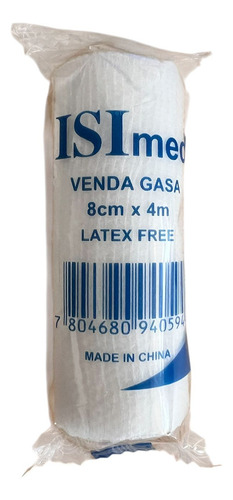 ISImed
VENDA GASA
8cm x 4m
LATEX FREE
7 804680 940594
MADE IN CHINA